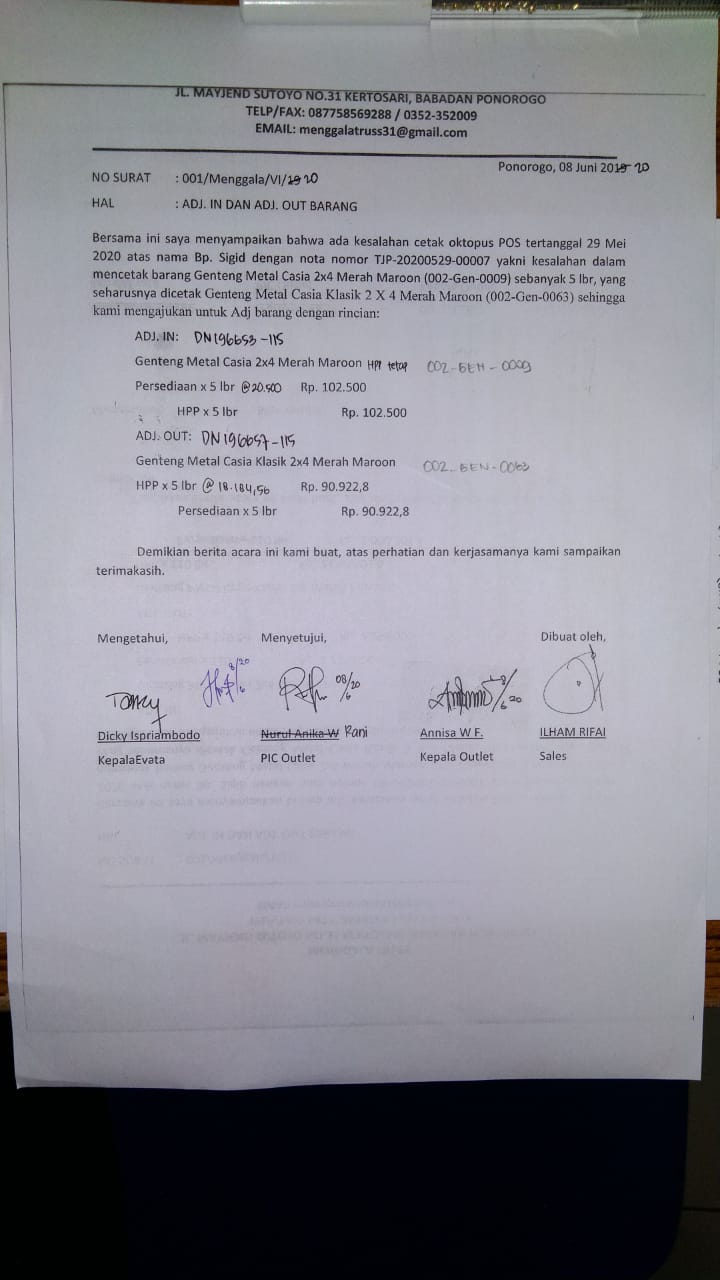 JL. MAYJEND SUTOYO NO.31 KERTOSARI, BABADAN PONOROGO
TELP/FAX: 087758569288 / 0352-352009
EMAIL: menggalatruss31@gmail.com
Ponorogo, 08 Juni 2019 20
NO SURAT : 001/Menggala/VI/19 20
HAL : ADJ. IN DAN ADJ. OUT BARANG
Bersama ini saya menyampaikan bahwa ada kesalahan cetak oktopus POS tertanggal 29 Mei
2020 atas nama Bp. Sigid dengan nota nomor TJP-20200529-00007 yakni kesalahan dalam
mencetak barang Genteng Metal Casia 2x4 Merah Maroon (002-Gen-0009) sebanyak 5 lbr, yang
seharusnya dicetak Genteng Metal Casia Klasik 2 X 4 Merah Maroon (002-Gen-0063) sehingga
kami mengajukan untuk Adj barang dengan rincian:
ADJ. IN: DN196653-115
Genteng Metal Casia 2x4 Merah Maroon HPP tetap 002-GEN-0009
Persediaan x 5 lbr @20.500 Rp. 102.500
HPP x 5 lbr Rp. 102.500
ADJ. OUT: DN196657-115
Genteng Metal Casia Klasik 2x4 Merah Maroon 002-GEN-0063
HPP x 5 lbr @ 18.184,56 Rp. 90.922,8
Persediaan x 5 lbr Rp. 90.922,8
Demikian berita acara ini kami buat, atas perhatian dan kerjasamanya kami sampaikan
terimakasih.
Mengetahui, Menyetujui, Dibuat oleh,
8/6 20 08/6 20 8/6 20
Dicky Ispriambodo Nurul Anika W Rani Annisa W F. ILHAM RIFAI
KepalaEvata PIC Outlet Kepala Outlet Sales